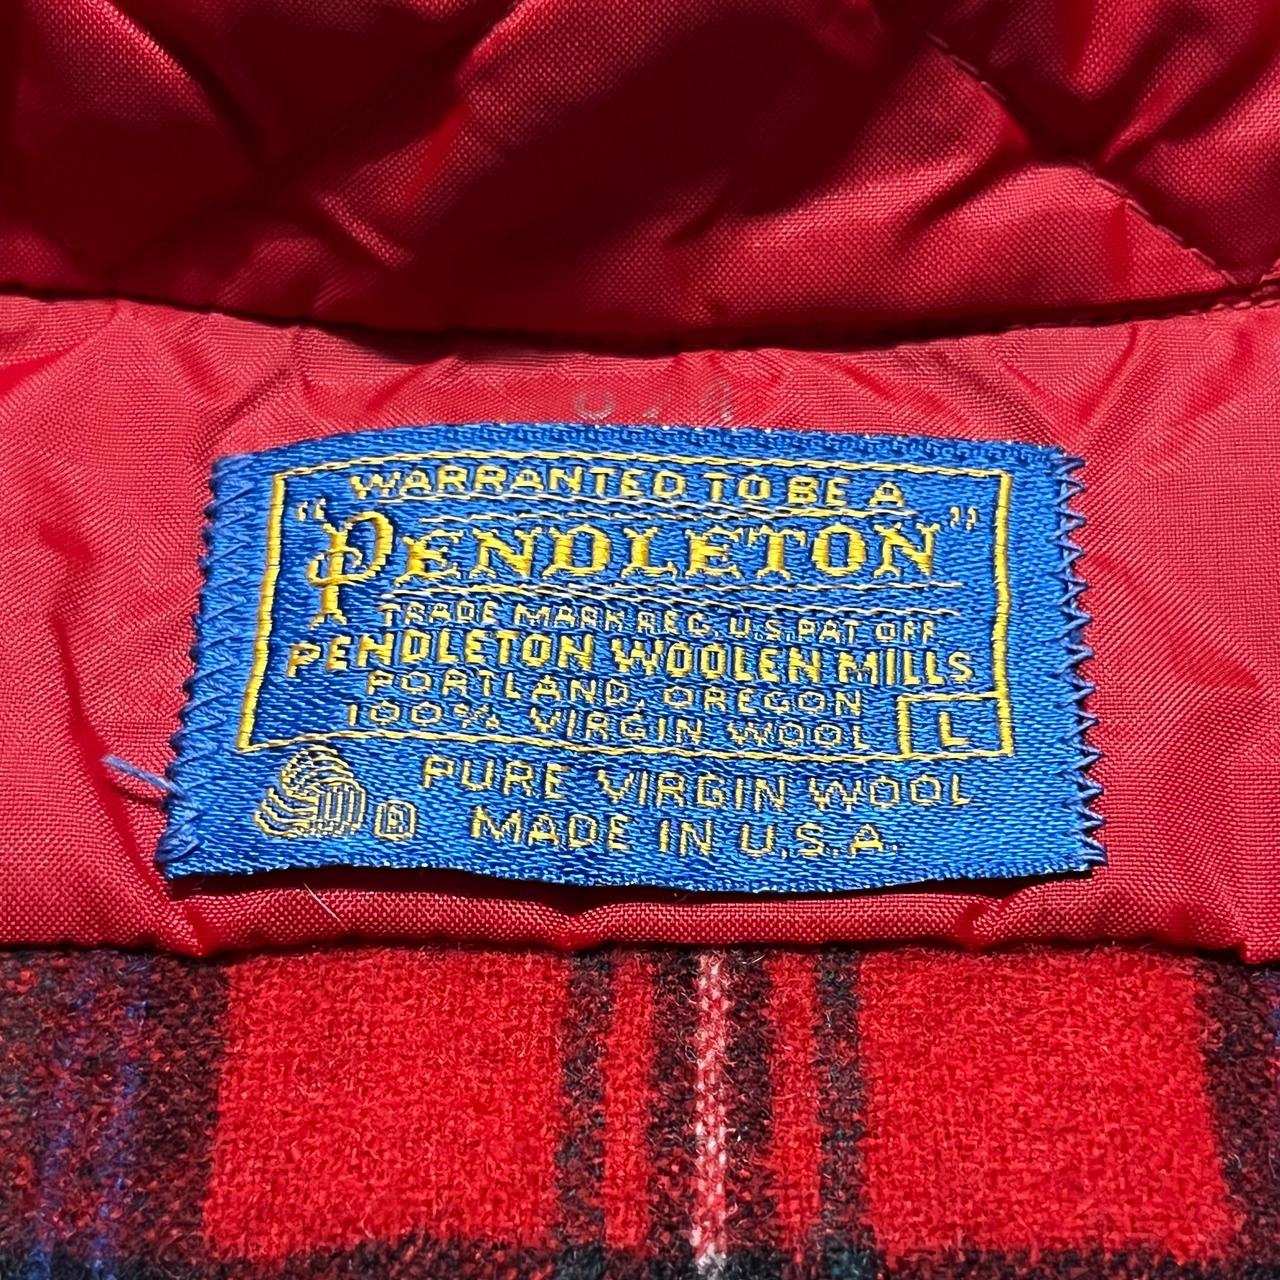 WARRANTED TO BE A
"PENDLETON"
TRADE MARK REG. U.S. PAT OFF.
PENDLETON WOOLEN MILLS
PORTLAND, OREGON
100% VIRGIN WOOL L
PURE VIRGIN WOOL
® MADE IN U.S.A.